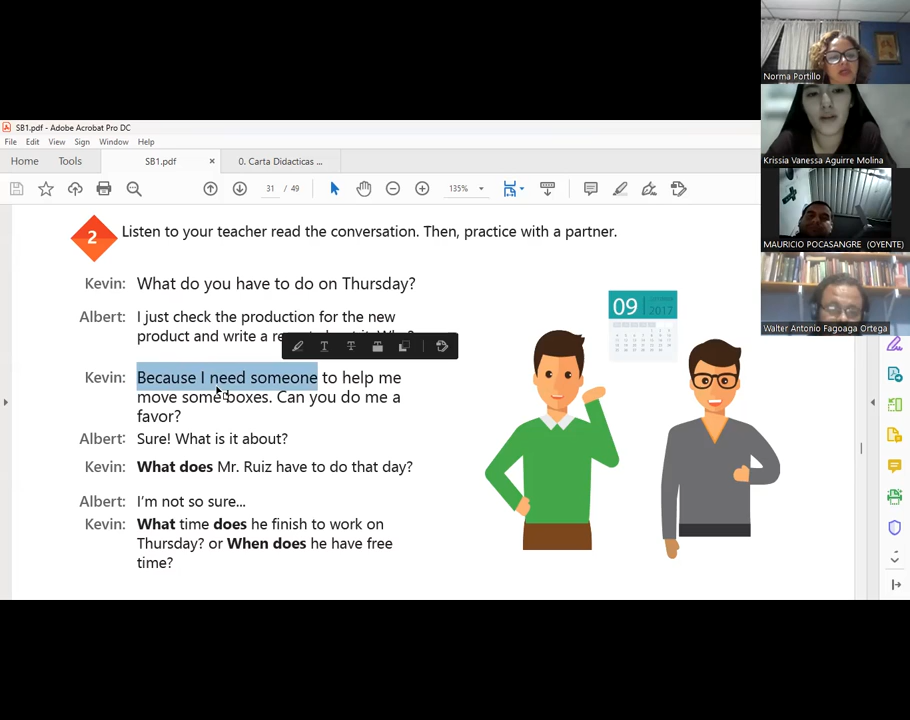 Norma Portillo
SB1.pdf - Adobe Acrobat Pro DC
File Edit View Sign Window Help
Krissia Vanessa Aguirre Molina
Home Tools SB1.pdf × 0. Carta Didacticas ...
31 / 49 135%
MAURICIO POCASANGRE (OYENTE)
2 Listen to your teacher read the conversation. Then, practice with a partner.
Kevin: What do you have to do on Thursday?
09
2017
Albert: I just check the production for the new
Walter Antonio Fagoaga Ortega
product and write a
Kevin: Because I need someone to help me
move some boxes. Can you do me a
favor?
Albert: Sure! What is it about?
Kevin: What does Mr. Ruiz have to do that day?
Albert: I'm not so sure...
Kevin: What time does he finish to work on
Thursday? or When does he have free
time?